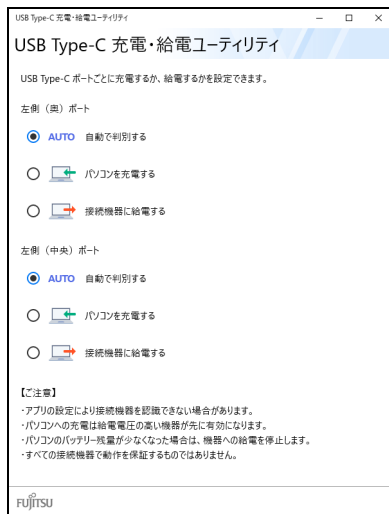 USB Type-C 充電・給電ユーティリティ
USB Type-C 充電・給電ユーティリティ
USB Type-C ポートごとに充電するか、給電するかを設定できます。
左側（奥）ポート
AUTO 自動で判別する
パソコンを充電する
接続機器に給電する
左側（中央）ポート
AUTO 自動で判別する
パソコンを充電する
接続機器に給電する
【ご注意】
・アプリの設定により接続機器を認識できない場合があります。
・パソコンへの充電は給電電圧の高い機器が先に有効になります。
・パソコンのバッテリー残量が少なくなった場合は、機器への給電を停止します。
・すべての接続機器で動作を保証するものではありません。
FUJITSU